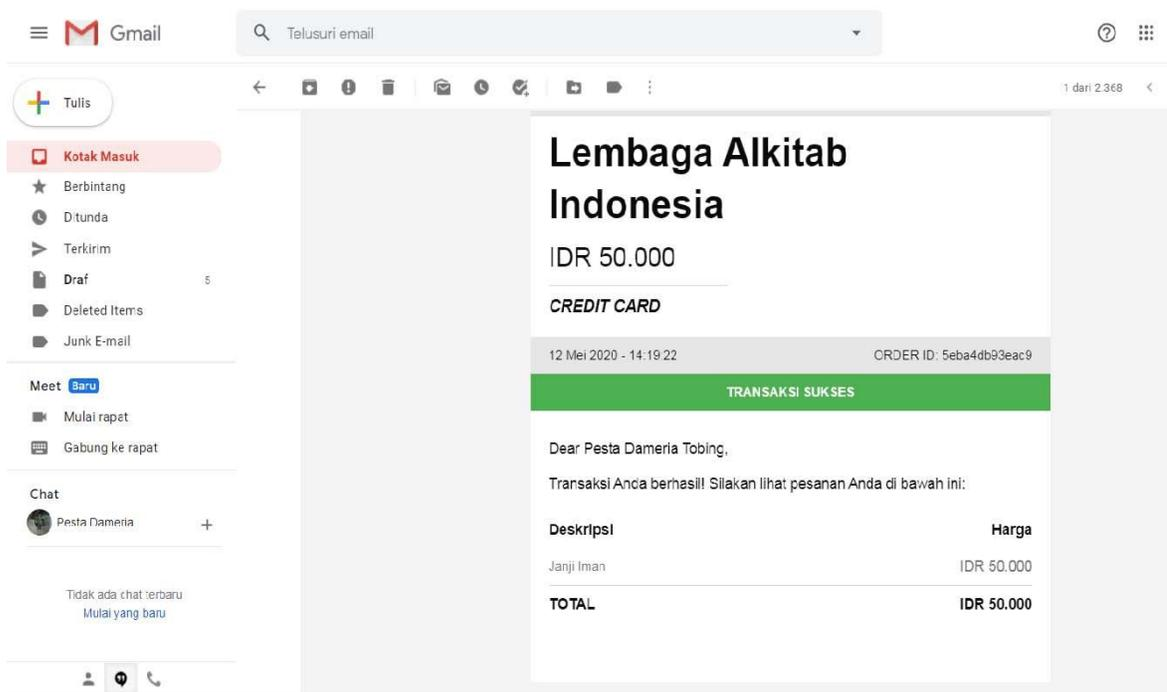 Gmail
Telusuri email
Tulis
1 dari 2.368
Kotak Masuk
Berbintang
Ditunda
Terkirim
Draf 5
Deleted Items
Junk E-mail
Meet Baru
Mulai rapat
Gabung ke rapat
Chat
Pesta Dameria
Tidak ada chat terbaru
Mulai yang baru
Lembaga Alkitab
Indonesia
IDR 50.000
CREDIT CARD
12 Mei 2020 - 14:19:22 ORDER ID: 5eba4db93eac9
TRANSAKSI SUKSES
Dear Pesta Dameria Tobing,
Transaksi Anda berhasil! Silakan lihat pesanan Anda di bawah ini:
Deskripsi Harga
Janji Iman IDR 50.000
TOTAL IDR 50.000